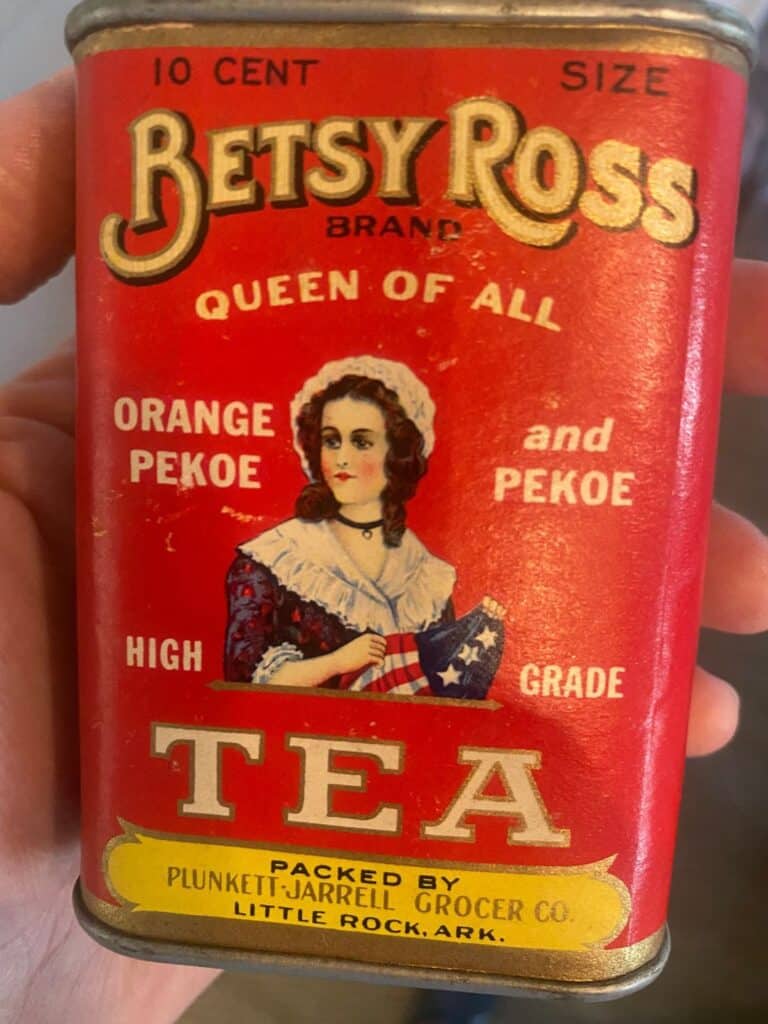 10 CENT SIZE
BETSY ROSS
BRAND
QUEEN OF ALL
ORANGE and
PEKOE PEKOE
HIGH GRADE
TEA
PACKED BY
PLUNKETT-JARRELL GROCER CO.
LITTLE ROCK, ARK.